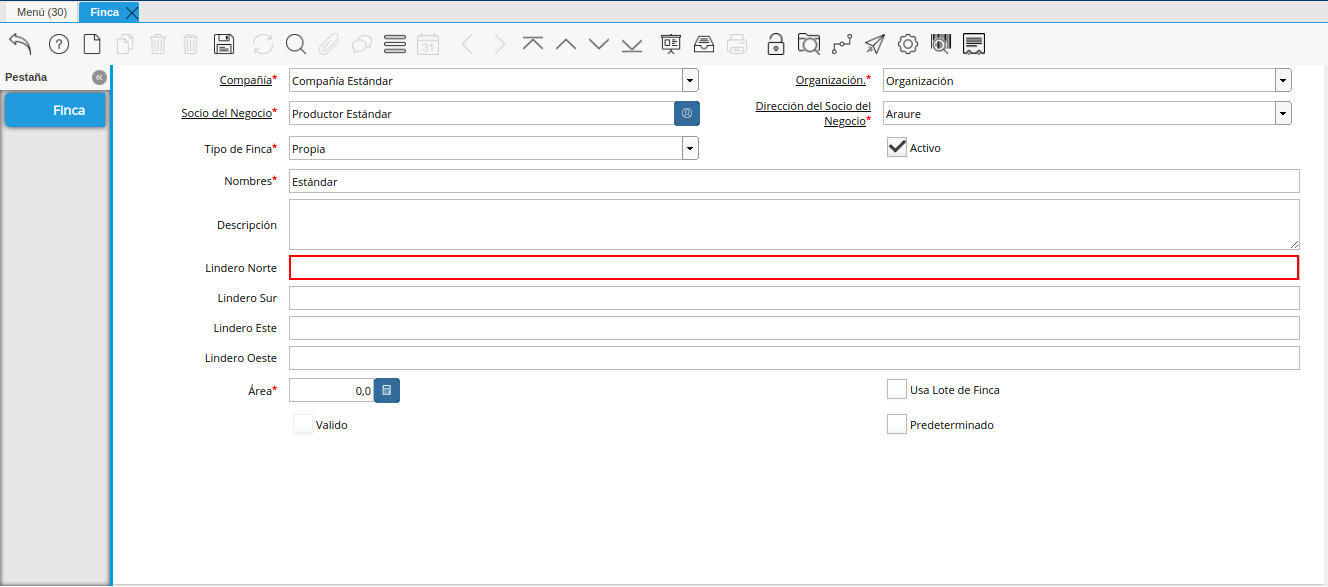 Menú (30)
Finca
31
Pestaña
Finca
Compañía*
Compañía Estándar
Organización.*
Organización
Socio del Negocio*
Productor Estándar
Dirección del Socio del
Negocio*
Araure
Tipo de Finca*
Propia
Activo
Nombres*
Estándar
Descripción
Lindero Norte
Lindero Sur
Lindero Este
Lindero Oeste
Área*
0,0
Usa Lote de Finca
Valido
Predeterminado